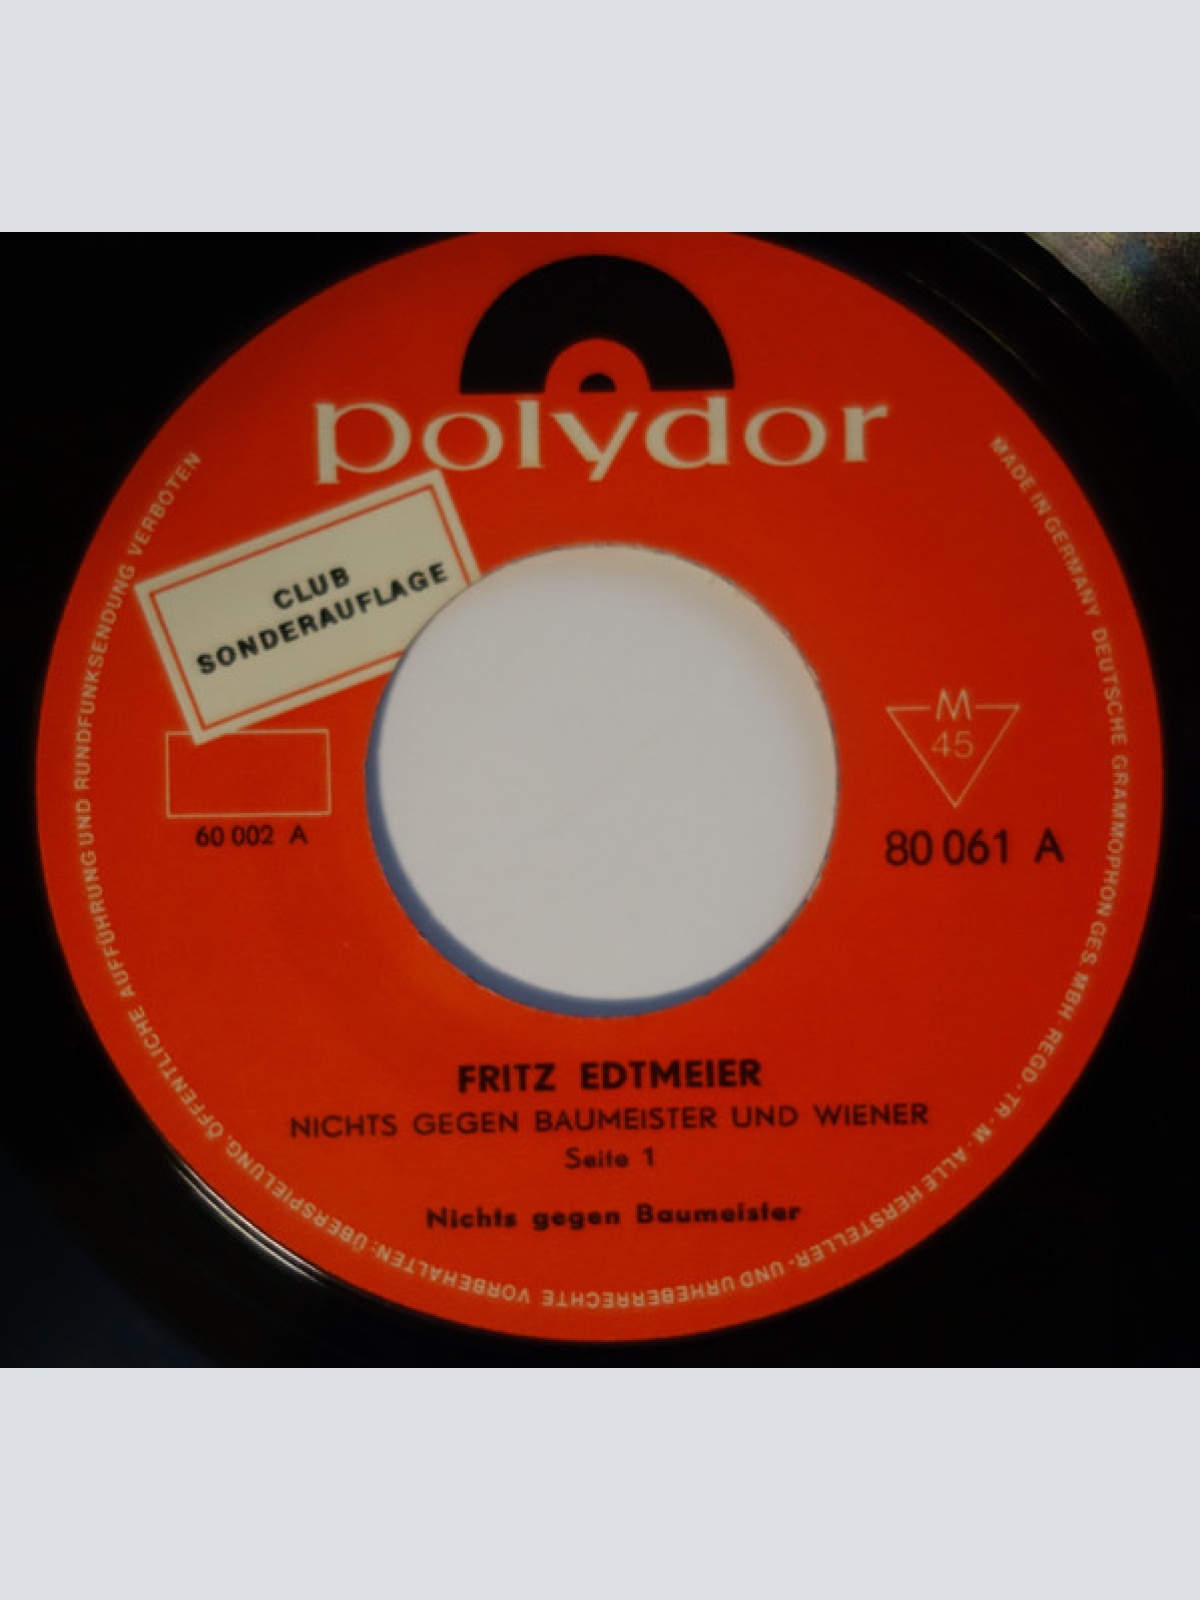 polydor
CLUB
SONDERAUFLAGE
M
45
60 002 A
80 061 A
FRITZ EDTMEIER
NICHTS GEGEN BAUMEISTER UND WIENER
Seite 1
Nichts gegen Baumeister
MADE IN GERMANY DEUTSCHE GRAMMOPHON GES. MBH · REGD · TR · M · ALLE HERSTELLER- UND URHEBERRECHTE VORBEHALTEN: ÜBERSPIELUNG, ÖFFENTLICHE AUFFÜHRUNG UND RUNDFUNKSENDUNG VERBOTEN